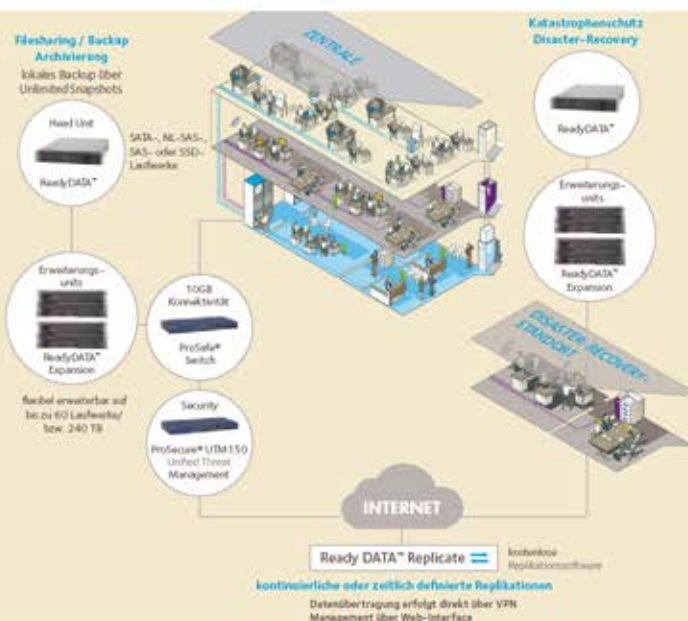 Filesharing / Backup
Archivierung
lokales Backup über
Unlimited Snapshots
Head Unit
ReadyDATA™
SATA-, NL-SAS-,
SAS- oder SSD-
Laufwerke
Erweiterungs-
units
ReadyDATA™
Expansion
flexibel erweiterbar auf
bis zu 60 Laufwerke/
bzw. 240 TB
10GB
Konnektivität
ProSafe®
Switch
Security
ProSecure® UTM150
Unified Threat
Management
ZENTRALE
Katastrophenschutz
Disaster-Recovery
ReadyDATA™
Erweiterungs-
units
ReadyDATA™
Expansion
DISASTER-RECOVERY-
STANDORT
INTERNET
Ready DATA™ Replicate
kostenlose
Replikationssoftware
kontinuierliche oder zeitlich definierte Replikationen
Datenübertragung erfolgt direkt über VPN
Management über Web-Interface